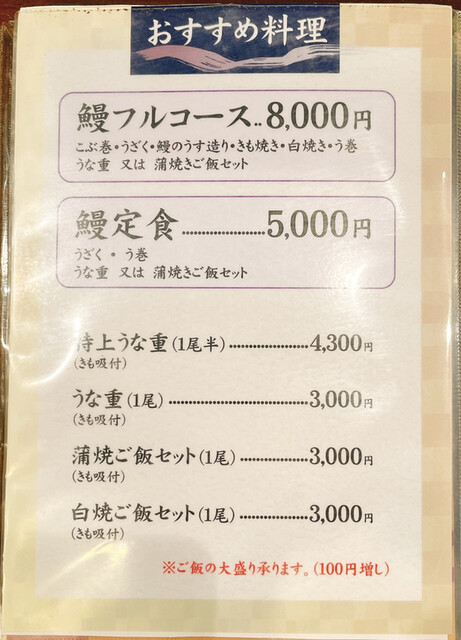 おすすめ料理
鰻フルコース‥8,000円
こぶ巻・うざく・鰻のうす造り・きも焼き・白焼き・う巻
うな重 又は 蒲焼きご飯セット
鰻定食……………………5,000円
うざく ・ う巻
うな重 又は 蒲焼きご飯セット
特上うな重(1尾半)……………………4,300円
(きも吸付)
うな重(1尾)……………………3,000円
(きも吸付)
蒲焼ご飯セット(1尾)………………3,000円
(きも吸付)
白焼ご飯セット(1尾)………………3,000円
(きも吸付)
※ご飯の大盛り承ります。(100円増し)